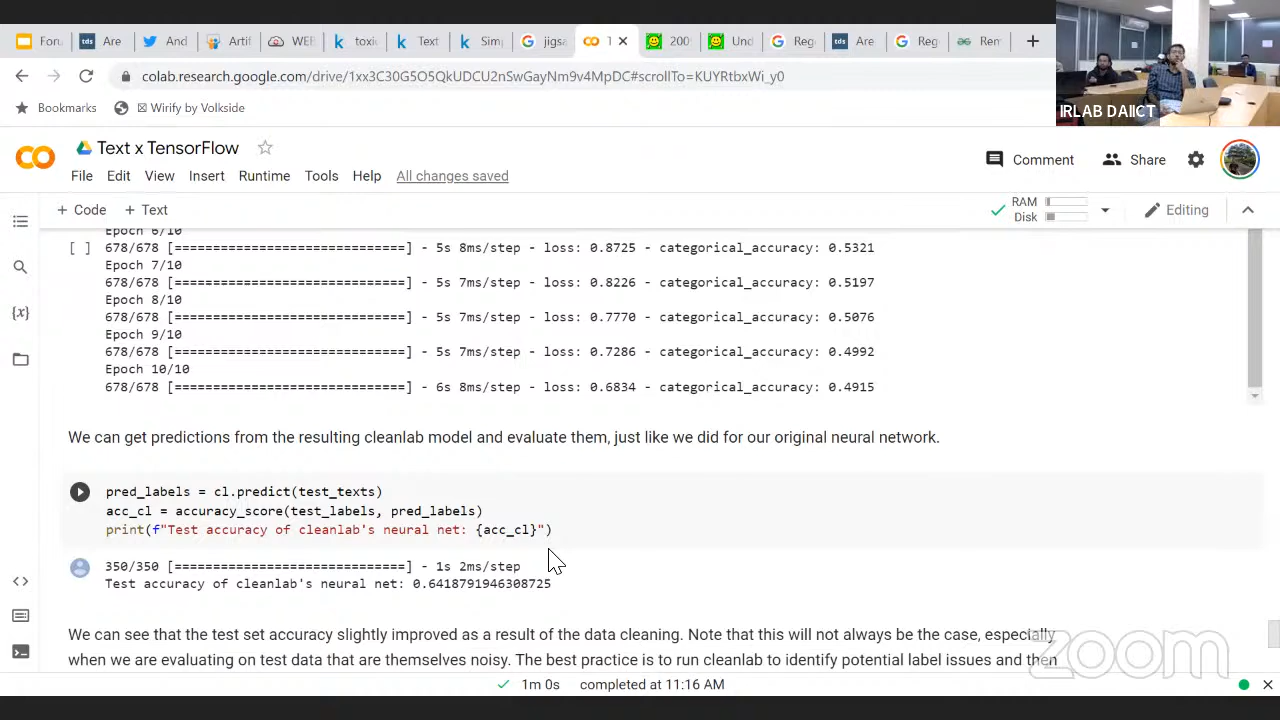 For
tds Are
And
Artif
WEB
toxi
Text
Sim
jigsa
T
200
Und
Reg
tds Are
Reg
Ren
colab.research.google.com/drive/1xx3C30G5O5QkUDCU2nSwGayNm9v4MpDC#scrollTo=KUYRtbxWi_y0
Bookmarks
Wirify by Volkside
IRLAB DAIICT
Text x TensorFlow
Comment
Share
File Edit View Insert Runtime Tools Help All changes saved
+ Code + Text
RAM
Disk
Editing
Epoch 6/10
[ ] 678/678 [==============================] - 5s 8ms/step - loss: 0.8725 - categorical_accuracy: 0.5321
Epoch 7/10
678/678 [==============================] - 5s 7ms/step - loss: 0.8226 - categorical_accuracy: 0.5197
Epoch 8/10
678/678 [==============================] - 5s 7ms/step - loss: 0.7770 - categorical_accuracy: 0.5076
Epoch 9/10
678/678 [==============================] - 5s 7ms/step - loss: 0.7286 - categorical_accuracy: 0.4992
Epoch 10/10
678/678 [==============================] - 6s 8ms/step - loss: 0.6834 - categorical_accuracy: 0.4915
We can get predictions from the resulting cleanlab model and evaluate them, just like we did for our original neural network.
pred_labels = cl.predict(test_texts)
acc_cl = accuracy_score(test_labels, pred_labels)
print(f"Test accuracy of cleanlab's neural net: {acc_cl}")
350/350 [==============================] - 1s 2ms/step
Test accuracy of cleanlab's neural net: 0.6418791946308725
We can see that the test set accuracy slightly improved as a result of the data cleaning. Note that this will not always be the case, especially
when we are evaluating on test data that are themselves noisy. The best practice is to run cleanlab to identify potential label issues and then
zoom
1m 0s completed at 11:16 AM